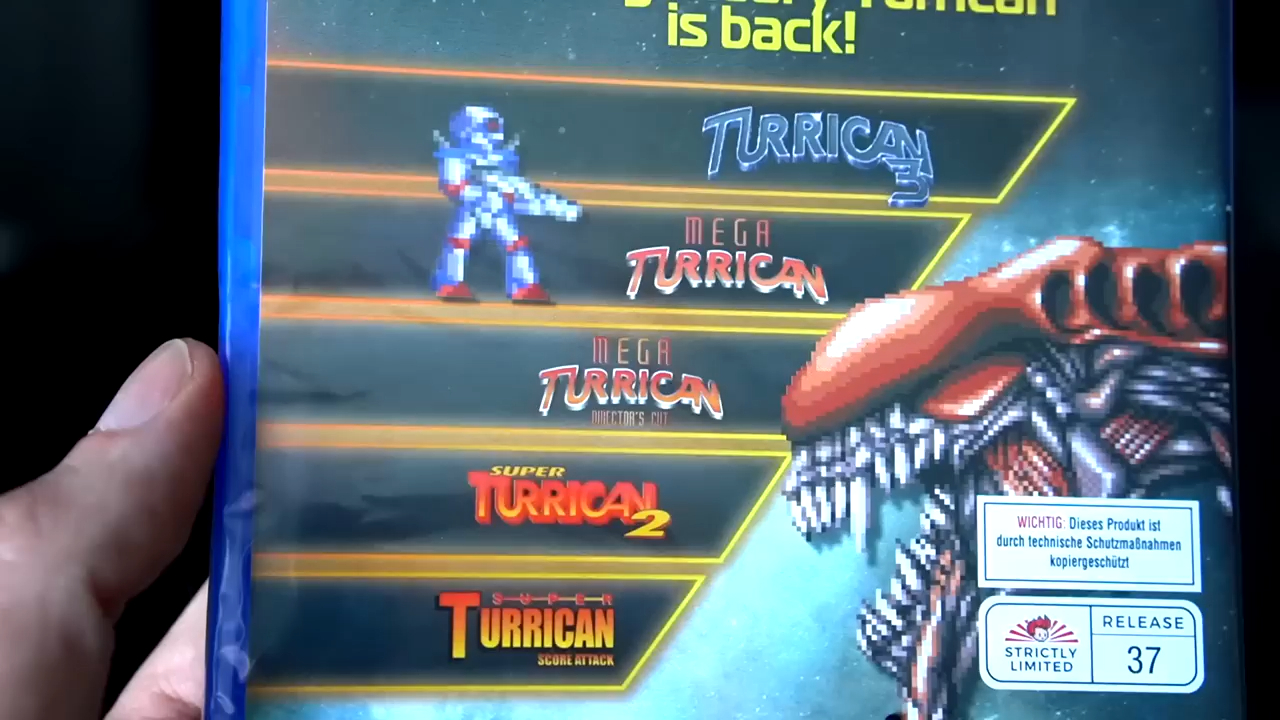 Turrican
is back!
TURRICAN
3
MEGA
TURRICAN
MEGA
TURRICAN
DIRECTOR'S CUT
SUPER
TURRICAN
2
SUPER
TURRICAN
SCORE ATTACK
WICHTIG: Dieses Produkt ist
durch technische Schutzmaßnahmen
kopiergeschützt
STRICTLY
LIMITED
RELEASE
37